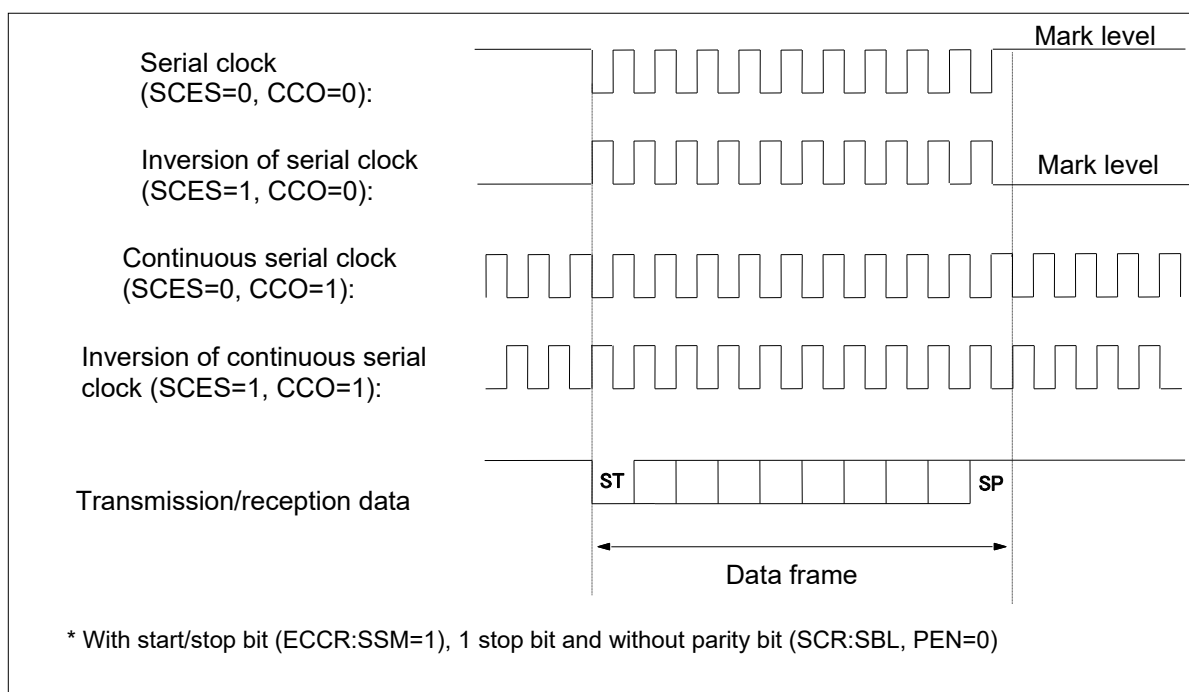 Mark level
Serial clock
(SCES=0, CCO=0):
Inversion of serial clock
(SCES=1, CCO=0):
Mark level
Continuous serial clock
(SCES=0, CCO=1):
Inversion of continuous serial
clock (SCES=1, CCO=1):
ST
SP
Transmission/reception data
Data frame
* With start/stop bit (ECCR:SSM=1), 1 stop bit and without parity bit (SCR:SBL, PEN=0)